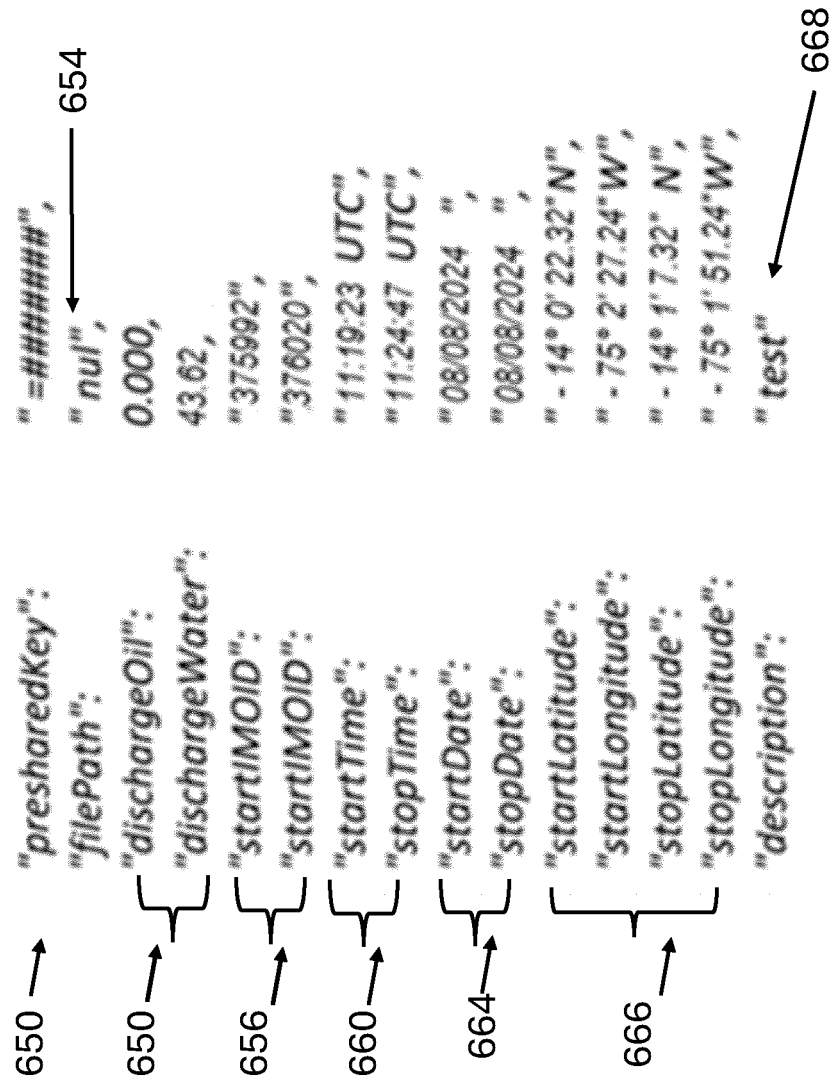 650 "presharedKey": "=#######",
"filePath": "nul", 654
650 "dischargeOil": 0.000,
"dischargeWater": 43.62,
656 "startIMOID": "375992",
"startIMOID": "376020",
660 "startTime": "11:19:23 UTC",
"stopTime": "11:24:47 UTC",
664 "startDate": "08/08/2024 ",
"stopDate": "08/08/2024 ",
666 "startLatitude": "- 14° 0' 22.32"N",
"startLongitude": "- 75° 2' 27.24"W",
"stopLatitude": "- 14° 1' 7.32" N",
"stopLongitude": "- 75° 1' 51.24"W",
"description": "test" 668